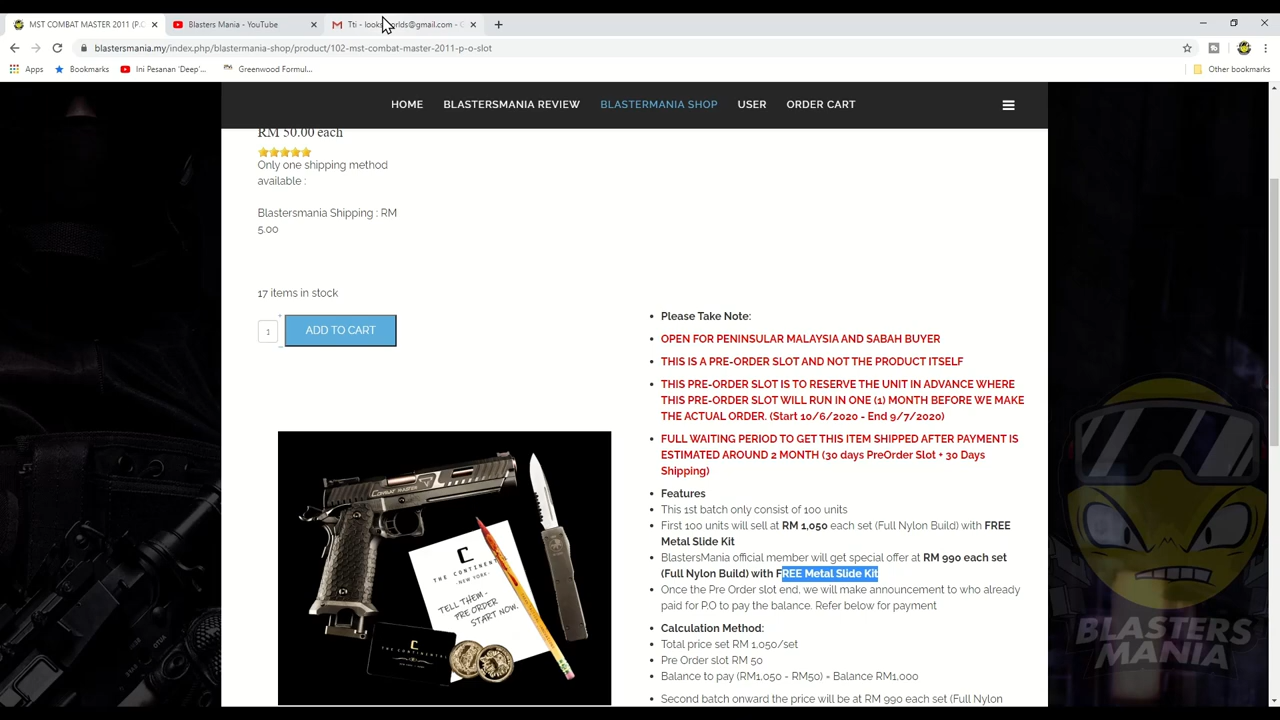 MST COMBAT MASTER 2011 (P.O
Blasters Mania - YouTube
blastersmania.my/index.php/blastermania-shop/product/102-mst-combat-master-2011-p-o-slot
Apps
Bookmarks
Ini Pesanan 'Deep'...
Greenwood Formul...
Other bookmarks
HOME
BLASTERSMANIA REVIEW
BLASTERMANIA SHOP
USER
ORDER CART
RM 50.00 each
Only one shipping method
available :
Blastersmania Shipping : RM
5.00
17 items in stock
1
ADD TO CART
Please Take Note:
OPEN FOR PENINSULAR MALAYSIA AND SABAH BUYER
THIS IS A PRE-ORDER SLOT AND NOT THE PRODUCT ITSELF
THIS PRE-ORDER SLOT IS TO RESERVE THE UNIT IN ADVANCE WHERE
THIS PRE-ORDER SLOT WILL RUN IN ONE (1) MONTH BEFORE WE MAKE
THE ACTUAL ORDER. (Start 10/6/2020 - End 9/7/2020)
FULL WAITING PERIOD TO GET THIS ITEM SHIPPED AFTER PAYMENT IS
ESTIMATED AROUND 2 MONTH (30 days PreOrder Slot + 30 Days
Shipping)
Features
This 1st batch only consist of 100 units
First 100 units will sell at RM 1,050 each set (Full Nylon Build) with FREE
Metal Slide Kit
BlastersMania official member will get special offer at RM 990 each set
(Full Nylon Build) with FREE Metal Slide Kit
Once the Pre Order slot end, we will make announcement to who already
paid for P.O to pay the balance. Refer below for payment
Calculation Method:
Total price set RM 1,050/set
Pre Order slot RM 50
Balance to pay (RM1,050 - RM50) = Balance RM1,000
Second batch onward the price will be at RM 990 each set (Full Nylon
COMBAT MASTER
C
THE CONTINENTAL
- NEW YORK -
TELL THEM -
PRE ORDER
START NOW.
C
BLASTERS
MANIA